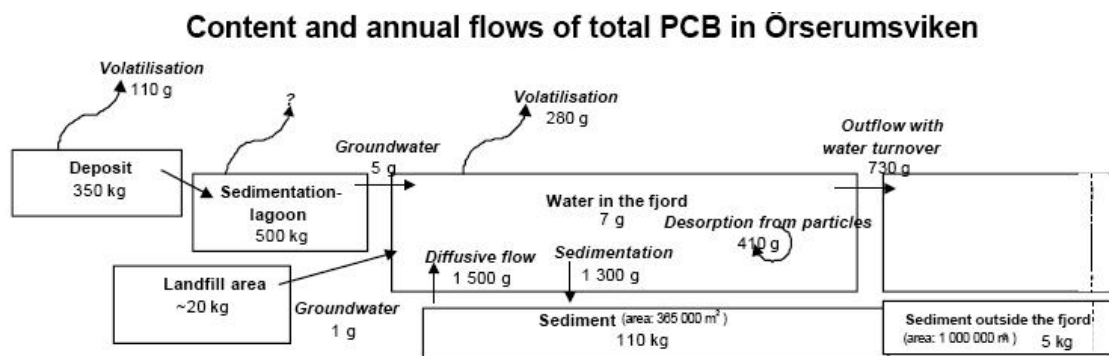 Content and annual flows of total PCB in Örserumsviken
Volatilisation
110 g
?
Volatilisation
280 g
Outflow with
water turnover
730 g
Groundwater
5 g
Deposit
350 kg
Sedimentation-
lagoon
500 kg
Water in the fjord
7 g
Desorption from particles
410 g
Diffusive flow
1 500 g
Sedimentation
1 300 g
Landfill area
~20 kg
Groundwater
1 g
Sediment (area: 365 000 m²)
110 kg
Sediment outside the fjord
(area: 1 000 000 m²)
5 kg